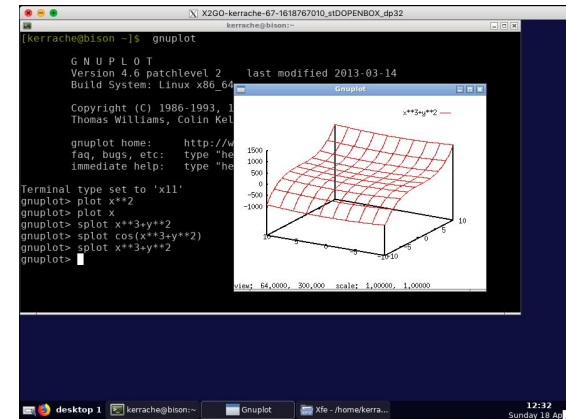 X2GO-kerrache-67-1618767010_stDOPENBOX_dp32
kerrache@bison:~
[kerrache@bison ~]$ gnuplot
G N U P L O T
Version 4.6 patchlevel 2 last modified 2013-03-14
Build System: Linux x86_64
Copyright (C) 1986-1993, 1
Thomas Williams, Colin Kel
gnuplot home: http://w
faq, bugs, etc: type "he
immediate help: type "he
Terminal type set to 'x11'
gnuplot> plot x**2
gnuplot> plot x
gnuplot> splot x**3+y**2
gnuplot> splot cos(x**3+y**2)
gnuplot> splot x**3+y**2
gnuplot>
Gnuplot
x**3+y**2
1500
1000
500
0
-500
-1000
10
5
0
-5
-10
-10
-5
0
5
10
view: 64.0000, 300.000 scale: 1.00000, 1.00000
desktop 1 kerrache@bison:~ Gnuplot Xfe - /home/kerra...
12:32
Sunday 18 Ap